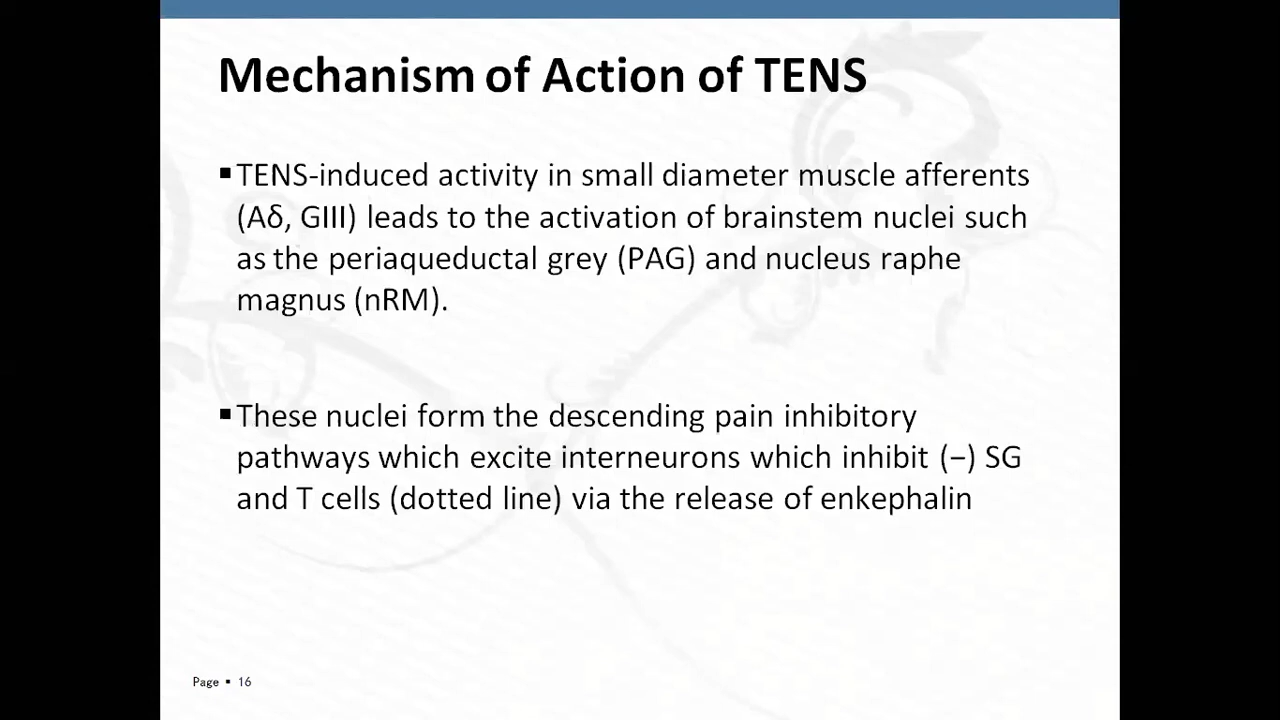 Mechanism of Action of TENS
▪TENS-induced activity in small diameter muscle afferents
(Aδ, GIII) leads to the activation of brainstem nuclei such
as the periaqueductal grey (PAG) and nucleus raphe
magnus (nRM).
▪These nuclei form the descending pain inhibitory
pathways which excite interneurons which inhibit (−) SG
and T cells (dotted line) via the release of enkephalin
Page ▪ 16